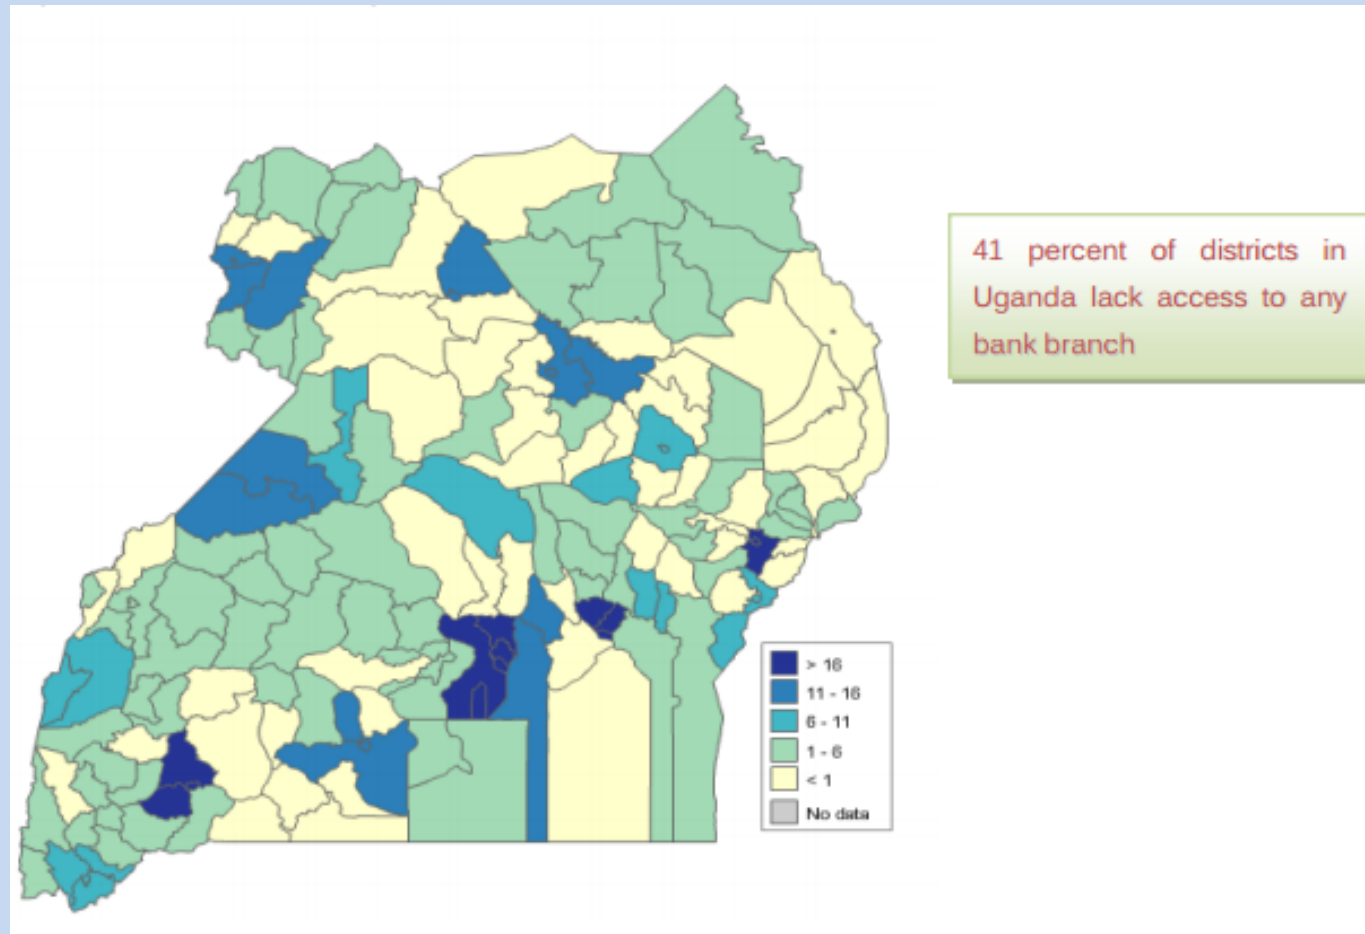 41 percent of districts in
Uganda lack access to any
bank branch
> 16
11 - 16
6 - 11
1 - 6
< 1
No data